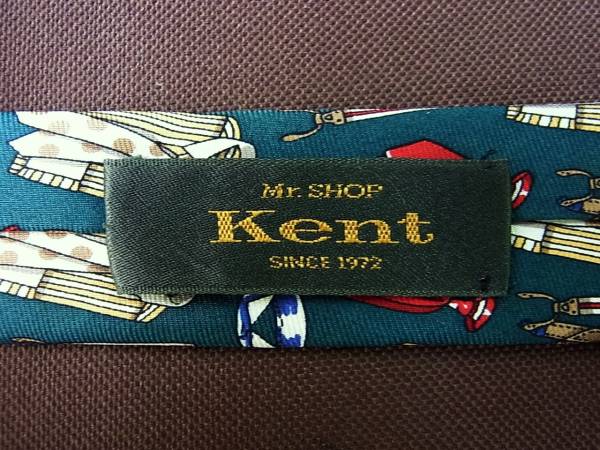 Mr. SHOP
Kent
SINCE 1972